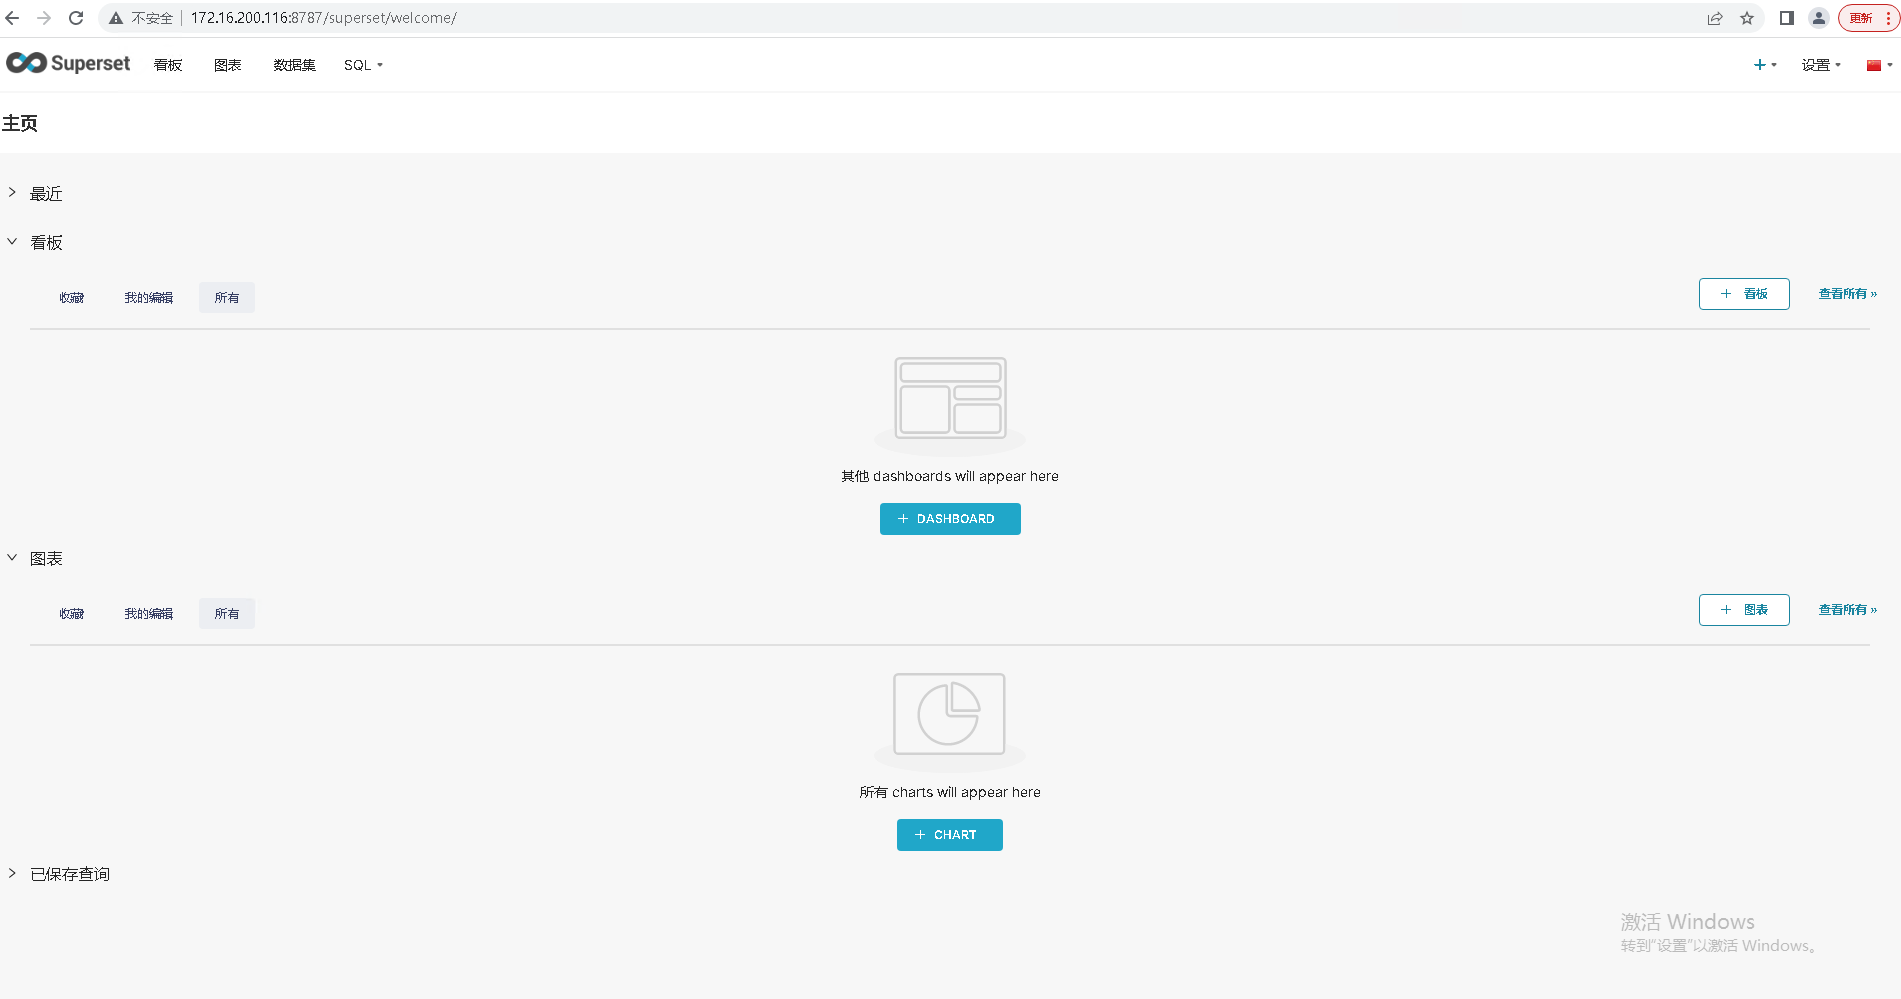 不安全 172.16.200.116:8787/superset/welcome/ 更新
Superset 看板 图表 数据集 SQL + 设置
主页
最近
看板
收藏 我的编辑 所有 + 看板 查看所有 »
其他 dashboards will appear here
+ DASHBOARD
图表
收藏 我的编辑 所有 + 图表 查看所有 »
所有 charts will appear here
+ CHART
已保存查询
激活 Windows
转到"设置"以激活 Windows。